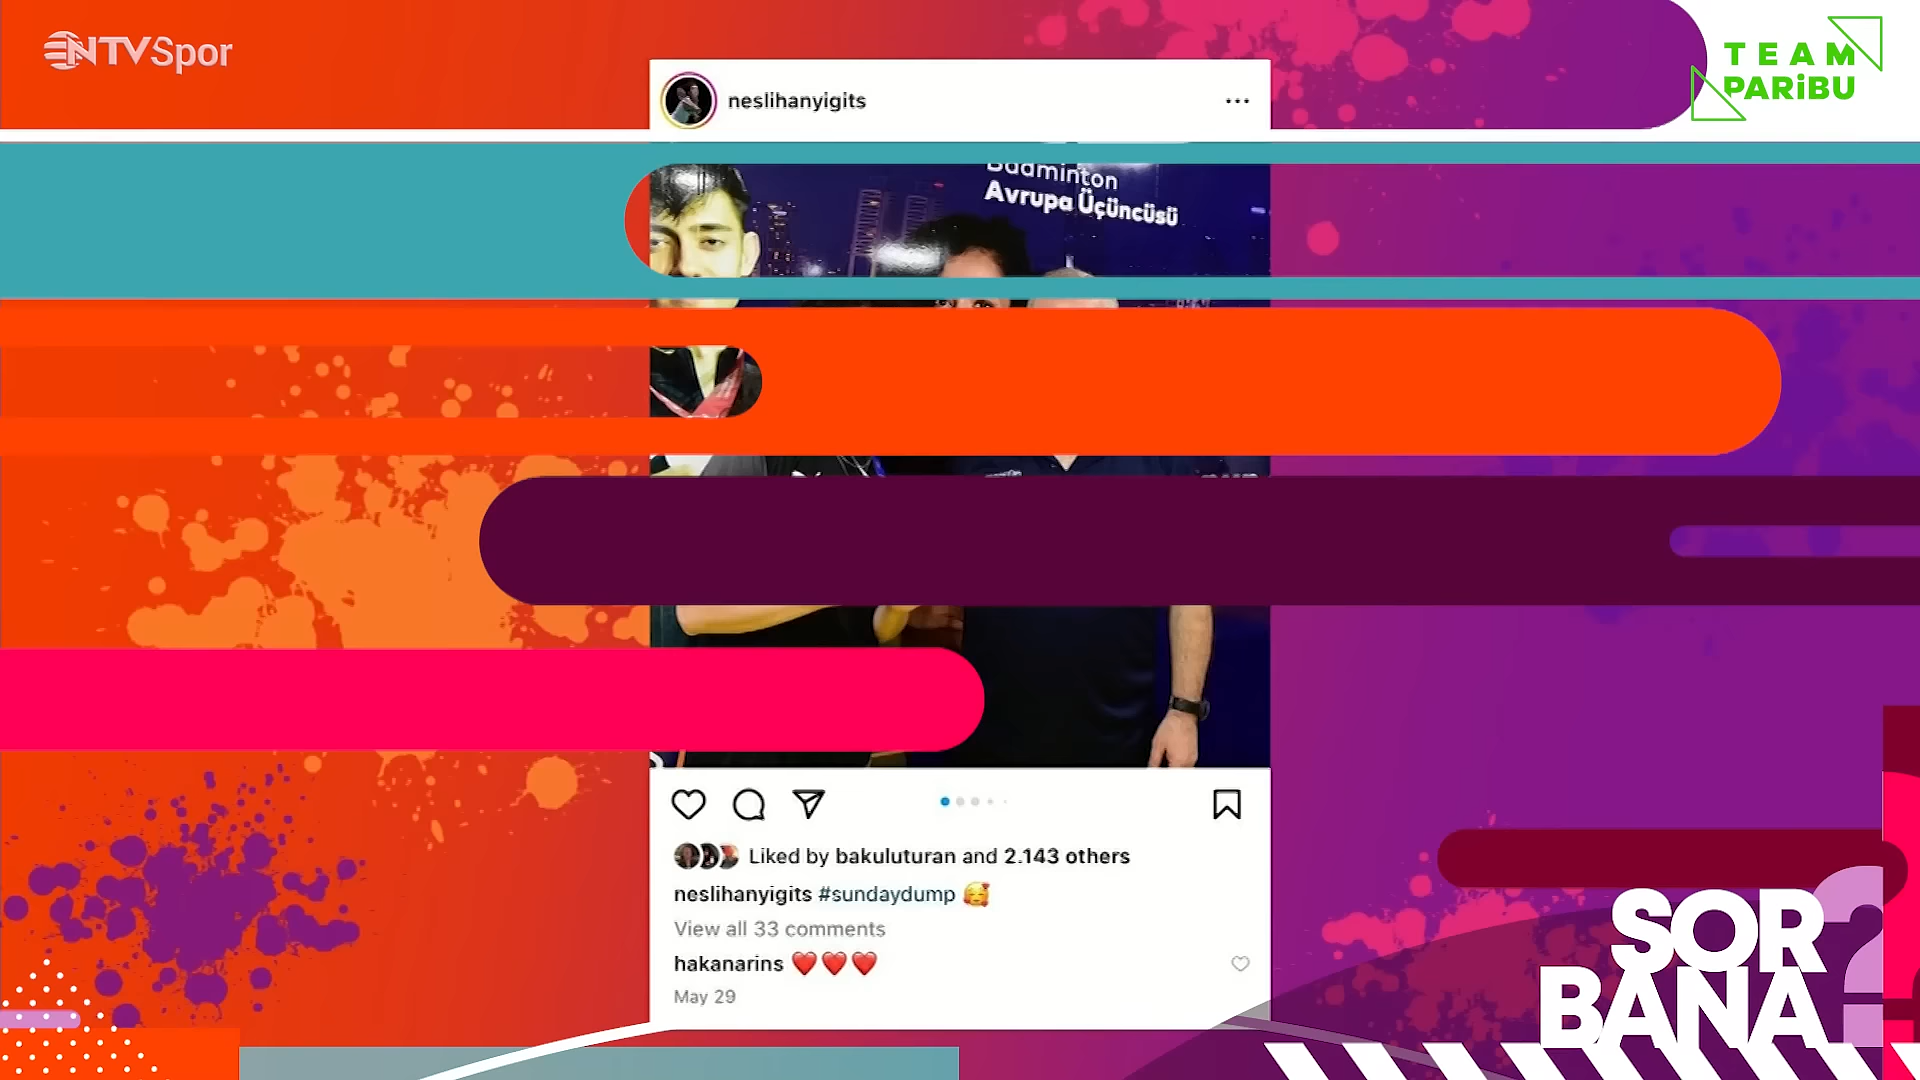 NTVSpor
TEAM
PARiBU
neslihanyigits
Badminton
Avrupa Üçüncüsü
Liked by bakuluturan and 2.143 others
neslihanyigits #sundaydump 🥰
View all 33 comments
hakanarins ❤️❤️❤️
May 29
SOR
BANA
?